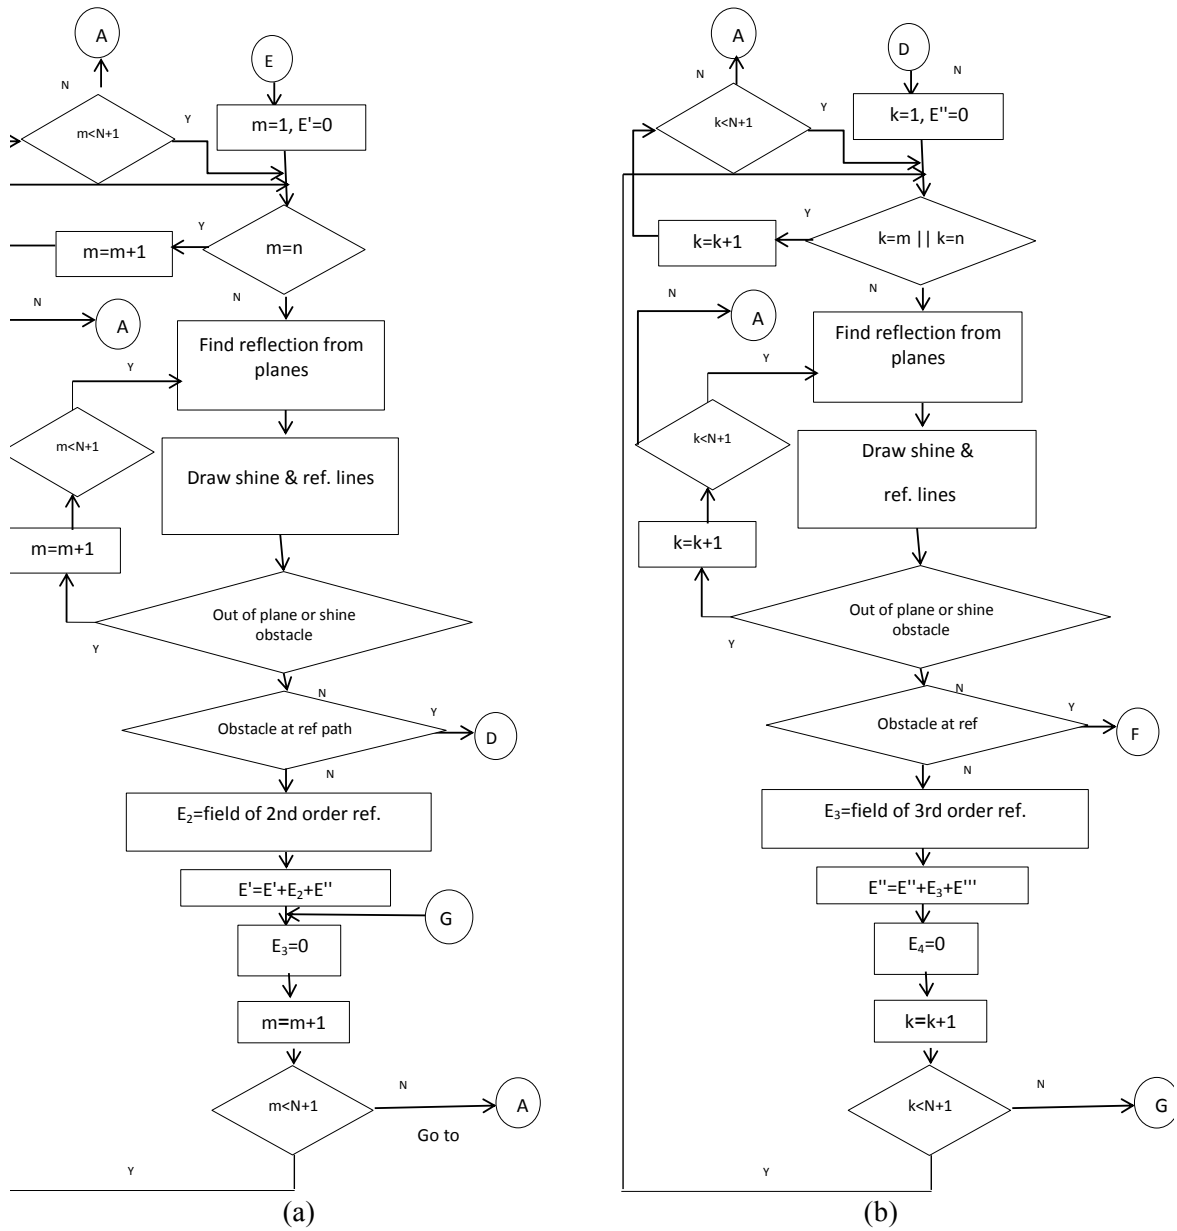 A
E
N
m<N+1
Y
m=1, E'=0
Y
m=n
m=m+1
N
N
A
Find reflection from
planes
Y
m<N+1
Draw shine & ref. lines
m=m+1
Out of plane or shine
obstacle
Y
N
Obstacle at ref path
Y
D
N
E₂=field of 2nd order ref.
E'=E'+E₂+E''
G
E₃=0
m=m+1
m<N+1
N
A
Go to
Y
(a)
A
D
N
N
k<N+1
Y
k=1, E''=0
Y
k=m || k=n
k=k+1
N
N
A
Find reflection from
planes
Y
k<N+1
Draw shine &
ref. lines
k=k+1
Out of plane or shine
obstacle
Y
N
Obstacle at ref
Y
F
N
E₃=field of 3rd order ref.
E''=E''+E₃+E'''
E₄=0
k=k+1
k<N+1
N
G
Y
(b)